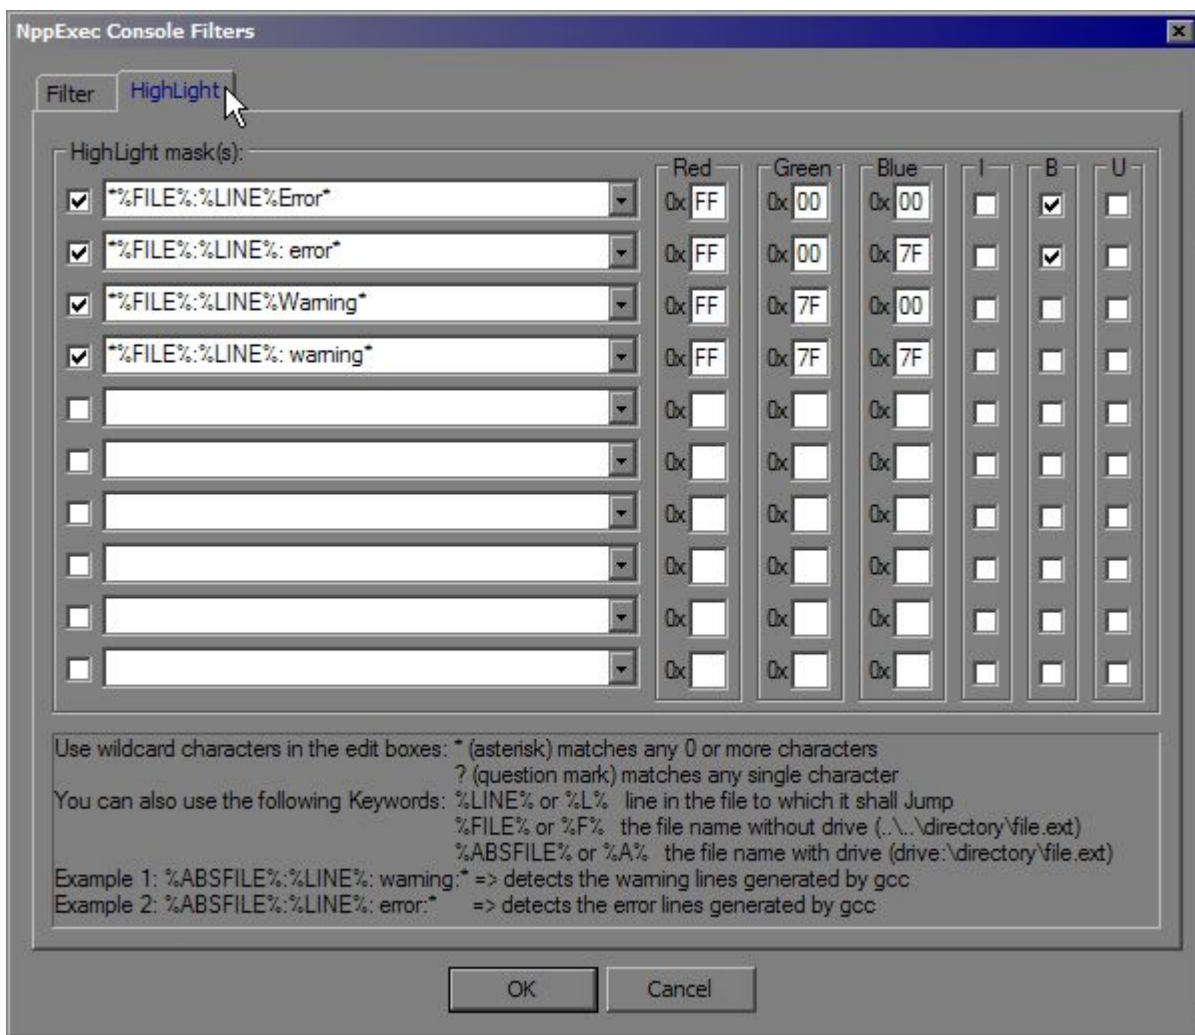 NppExec Console Filters
Filter HighLight
HighLight mask(s): Red Green Blue I B U
*%FILE%:%LINE%Error* 0x FF 0x 00 0x 00
*%FILE%:%LINE%: error* 0x FF 0x 00 0x 7F
*%FILE%:%LINE%Warning* 0x FF 0x 7F 0x 00
*%FILE%:%LINE%: warning* 0x FF 0x 7F 0x 7F
0x 0x 0x
0x 0x 0x
0x 0x 0x
0x 0x 0x
0x 0x 0x
0x 0x 0x
Use wildcard characters in the edit boxes: * (asterisk) matches any 0 or more characters
? (question mark) matches any single character
You can also use the following Keywords: %LINE% or %L% line in the file to which it shall Jump
%FILE% or %F% the file name without drive (..\..\directory\file.ext)
%ABSFILE% or %A% the file name with drive (drive:\directory\file.ext)
Example 1: %ABSFILE%:%LINE%: warning:* => detects the warning lines generated by gcc
Example 2: %ABSFILE%:%LINE%: error:* => detects the error lines generated by gcc
OK Cancel